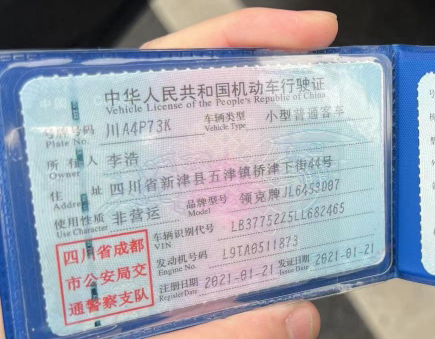 中华人民共和国机动车行驶证
Vehicle License of the People's Republic of China
号牌号码 川A4P73K 车辆类型 小型普通客车
Plate No. Vehicle Type
所有人 李浩
Owner
住址 四川省新津县五津镇桥津下街44号
Address
使用性质 非营运 品牌型号 领克牌JL6453D07
Use Character Model
车辆识别代号 LB37752Z5LL682465
VIN
四川省成都 发动机号码 L9TA0511873
市公安局交 Engine No.
通警察支队 注册日期 2021-01-21 发证日期 2021-01-21
Register Date Issue Date